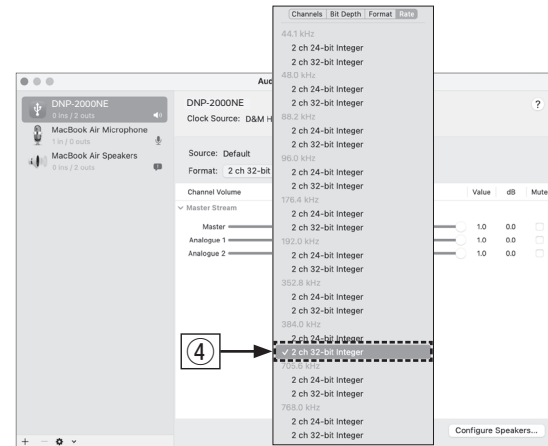 Channels Bit Depth Format Rate
44.1 kHz
2 ch 24-bit Integer
2 ch 32-bit Integer
48.0 kHz
2 ch 24-bit Integer
2 ch 32-bit Integer
88.2 kHz
2 ch 24-bit Integer
2 ch 32-bit Integer
96.0 kHz
2 ch 24-bit Integer
2 ch 32-bit Integer
176.4 kHz
2 ch 24-bit Integer
2 ch 32-bit Integer
192.0 kHz
2 ch 24-bit Integer
2 ch 32-bit Integer
352.8 kHz
2 ch 24-bit Integer
2 ch 32-bit Integer
384.0 kHz
2 ch 24-bit Integer
✓ 2 ch 32-bit Integer
705.6 kHz
2 ch 24-bit Integer
2 ch 32-bit Integer
768.0 kHz
2 ch 24-bit Integer
2 ch 32-bit Integer
④
Aud
DNP-2000NE
0 ins / 2 outs
MacBook Air Microphone
1 in / 0 outs
MacBook Air Speakers
0 ins / 2 outs
DNP-2000NE
Clock Source: D&M H
?
Source: Default
Format: 2 ch 32-bit
Channel Volume Value dB Mute
Master Stream
Master 1.0 0.0
Analogue 1 1.0 0.0
Analogue 2 1.0 0.0
Configure Speakers...
+ −